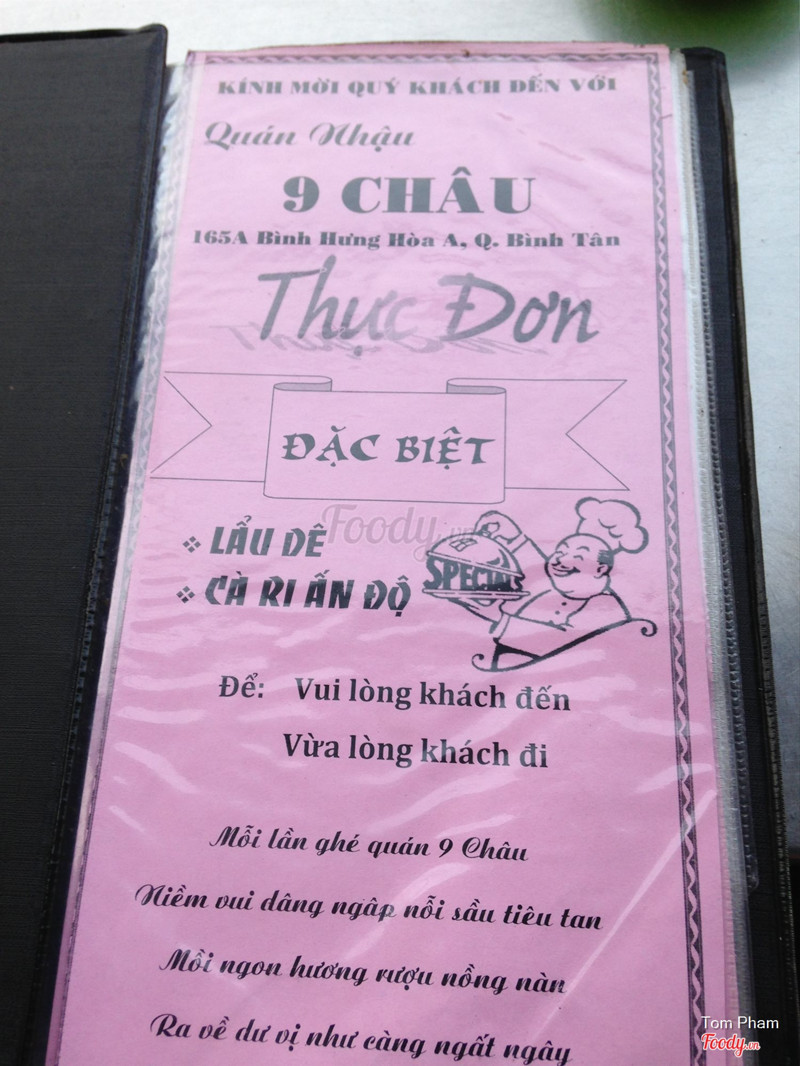 KÍNH MỜI QUÝ KHÁCH ĐẾN VỚI
Quán Nhậu
9 CHÂU
165A Bình Hưng Hòa A, Q. Bình Tân
Thực Đơn
ĐẶC BIỆT
Foody.vn
LẨU DÊ
CÀ RI ẤN ĐỘ
SPECIALS
Để: Vui lòng khách đến
Vừa lòng khách đi
Mỗi lần ghé quán 9 Châu
Niềm vui dâng ngập nỗi sầu tiêu tan
Mồi ngon hương rượu nồng nàn
Ra về dư vị như càng ngất ngây
Tom Pham
Foody.vn